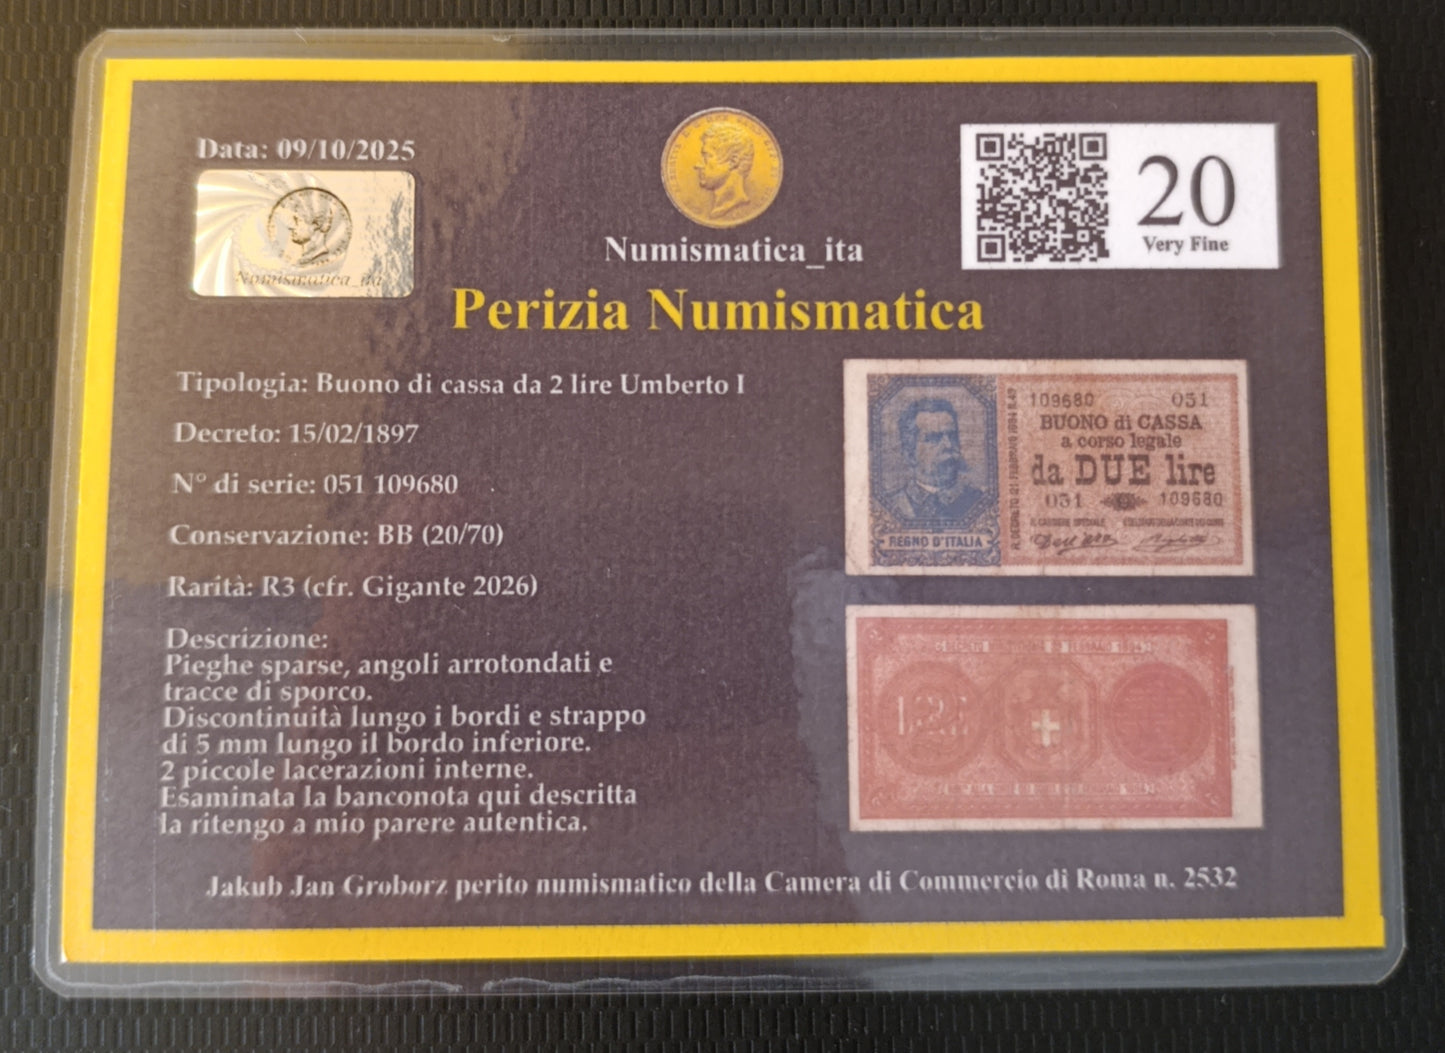 Data: 09/10/2025
Numismatica_ita
Numismatica_ita
20
Very Fine
Perizia Numismatica
Tipologia: Buono di cassa da 2 lire Umberto I
Decreto: 15/02/1897
N° di serie: 051 109680
Conservazione: BB (20/70)
Rarità: R3 (cfr. Gigante 2026)
Descrizione:
Pieghe sparse, angoli arrotondati e
tracce di sporco.
Discontinuità lungo i bordi e strappo
di 5 mm lungo il bordo inferiore.
2 piccole lacerazioni interne.
Esaminata la banconota qui descritta
la ritengo a mio parere autentica.
109680 051
BUONO di CASSA
a corso legale
da DUE lire
051 109680
REGNO D'ITALIA
Jakub Jan Groborz perito numismatico della Camera di Commercio di Roma n. 2532